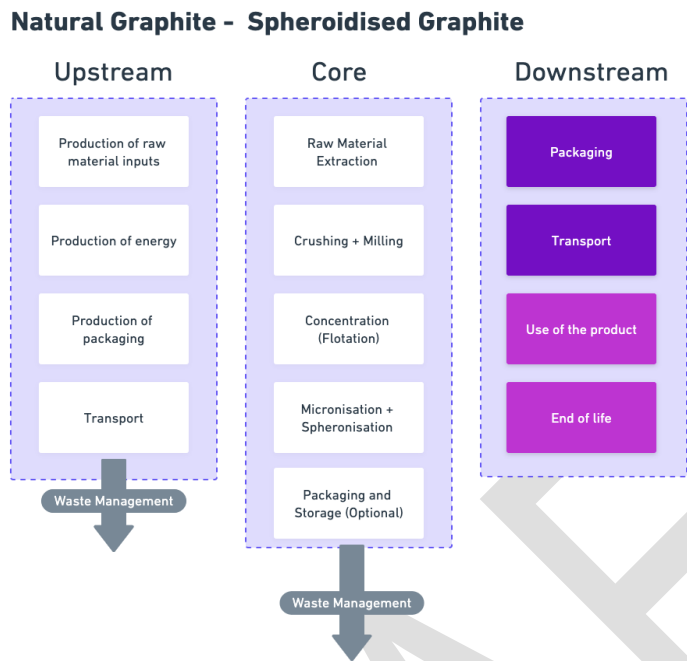 Natural Graphite -  Spheroidised Graphite
Upstream
Production of raw
material inputs
Production of energy
Production of
packaging
Transport
Waste Management
Core
Raw Material
Extraction
Crushing + Milling
Concentration
(Flotation)
Micronisation +
Spheronisation
Packaging and
Storage (Optional)
Waste Management
Downstream
Packaging
Transport
Use of the product
End of life